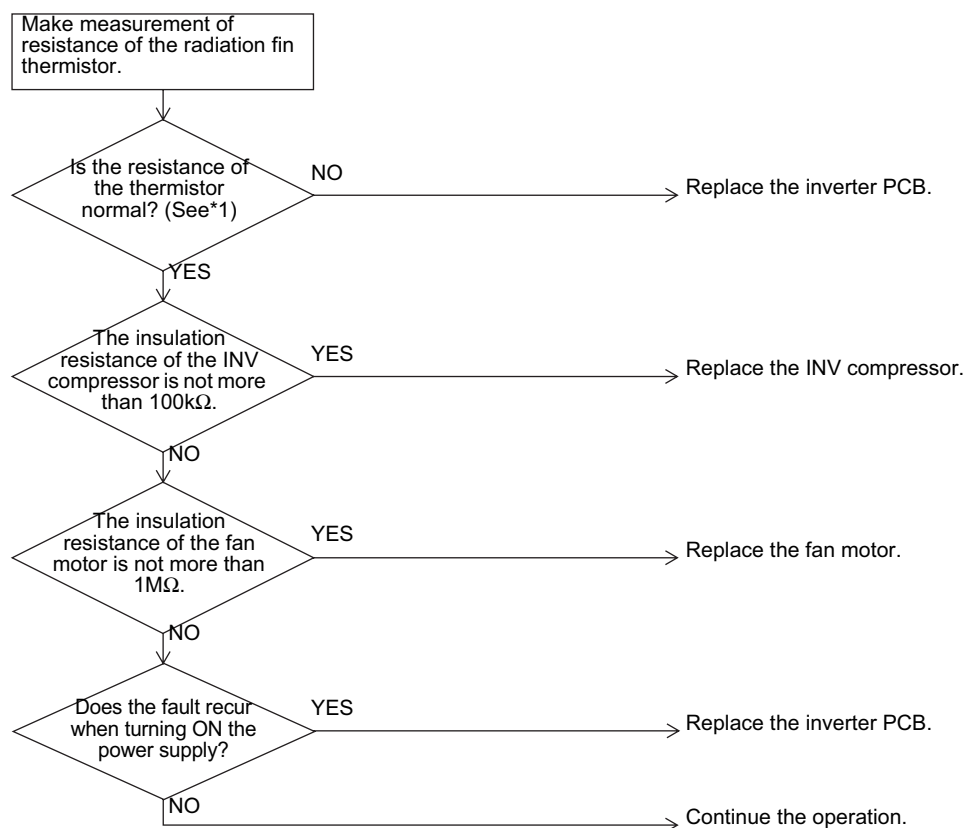 Make measurement of
resistance of the radiation fin
thermistor.
Is the resistance of
the thermistor
normal? (See*1)
NO
Replace the inverter PCB.
YES
The insulation
resistance of the INV
compressor is not more
than 100kΩ.
YES
Replace the INV compressor.
NO
The insulation
resistance of the fan
motor is not more than
1MΩ.
YES
Replace the fan motor.
NO
Does the fault recur
when turning ON the
power supply?
YES
Replace the inverter PCB.
NO
Continue the operation.